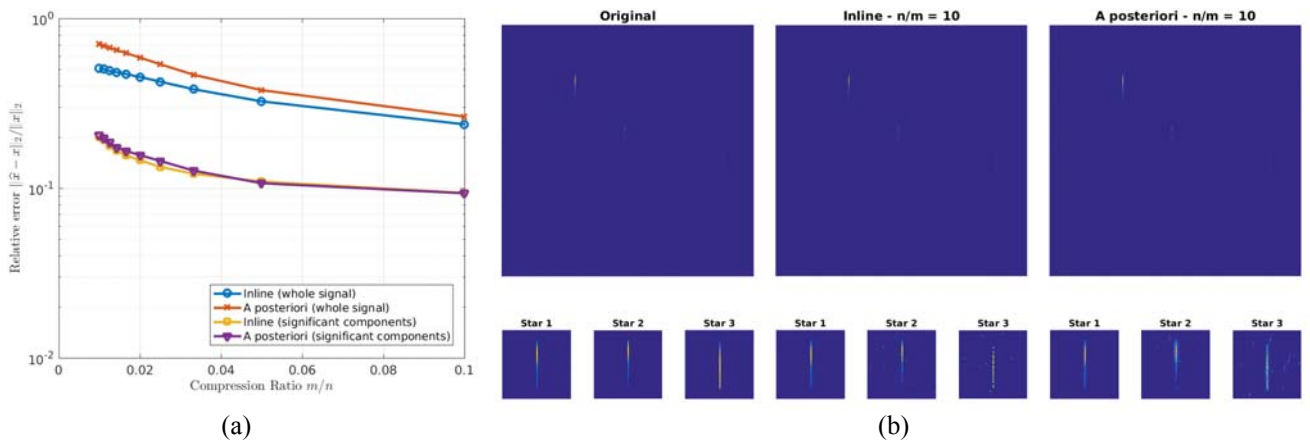 10^0
10^-1
10^-2
Relative error ||x̂ − x||_2/||x||_2
Inline (whole signal)
A posteriori (whole signal)
Inline (significant components)
A posteriori (significant components)
0
0.02
0.04
0.06
0.08
0.1
Compression Ratio m/n
(a)
Original
Inline - n/m = 10
A posteriori - n/m = 10
Star 1
Star 2
Star 3
Star 1
Star 2
Star 3
Star 1
Star 2
Star 3
(b)